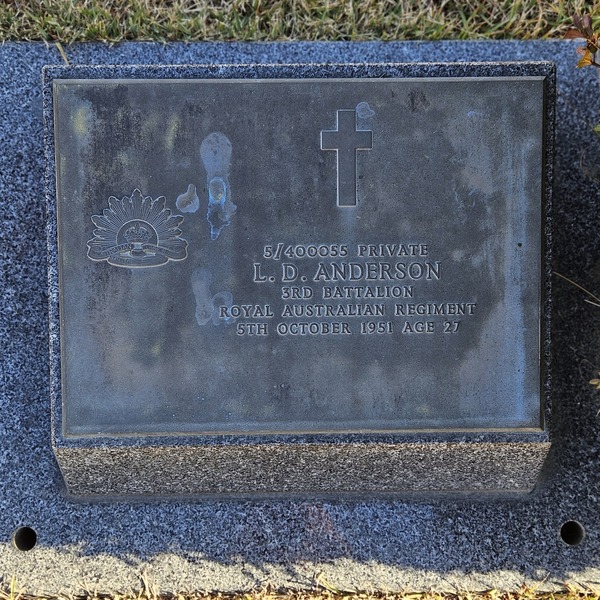 5/400055 PRIVATE
L. D. ANDERSON
3RD BATTALION
ROYAL AUSTRALIAN REGIMENT
5TH OCTOBER 1951 AGE 27